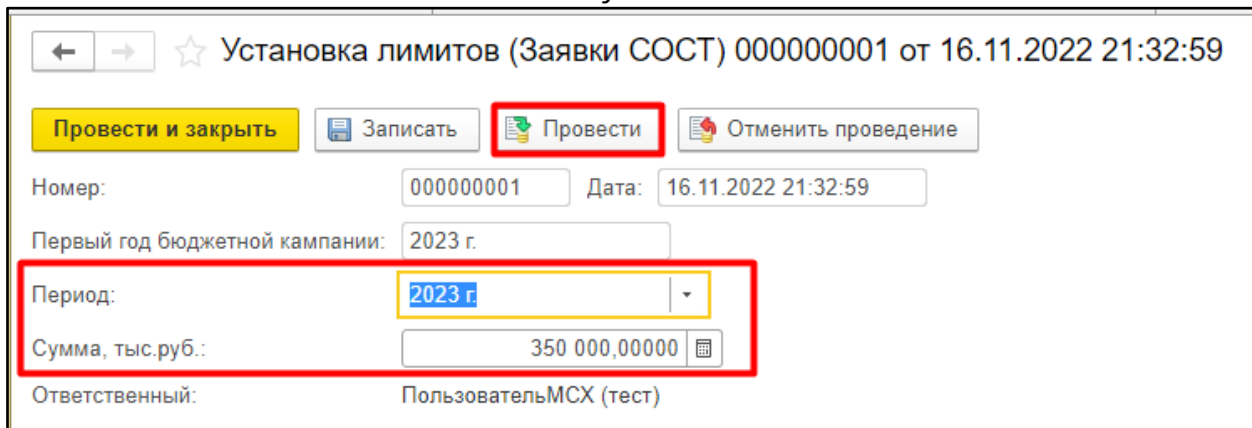 Установка лимитов (Заявки СОСТ) 000000001 от 16.11.2022 21:32:59
Провести и закрыть Записать Провести Отменить проведение
Номер: 000000001 Дата: 16.11.2022 21:32:59
Первый год бюджетной кампании: 2023 г.
Период: 2023 г.
Сумма, тыс.руб.: 350 000,00000
Ответственный: ПользовательМСХ (тест)